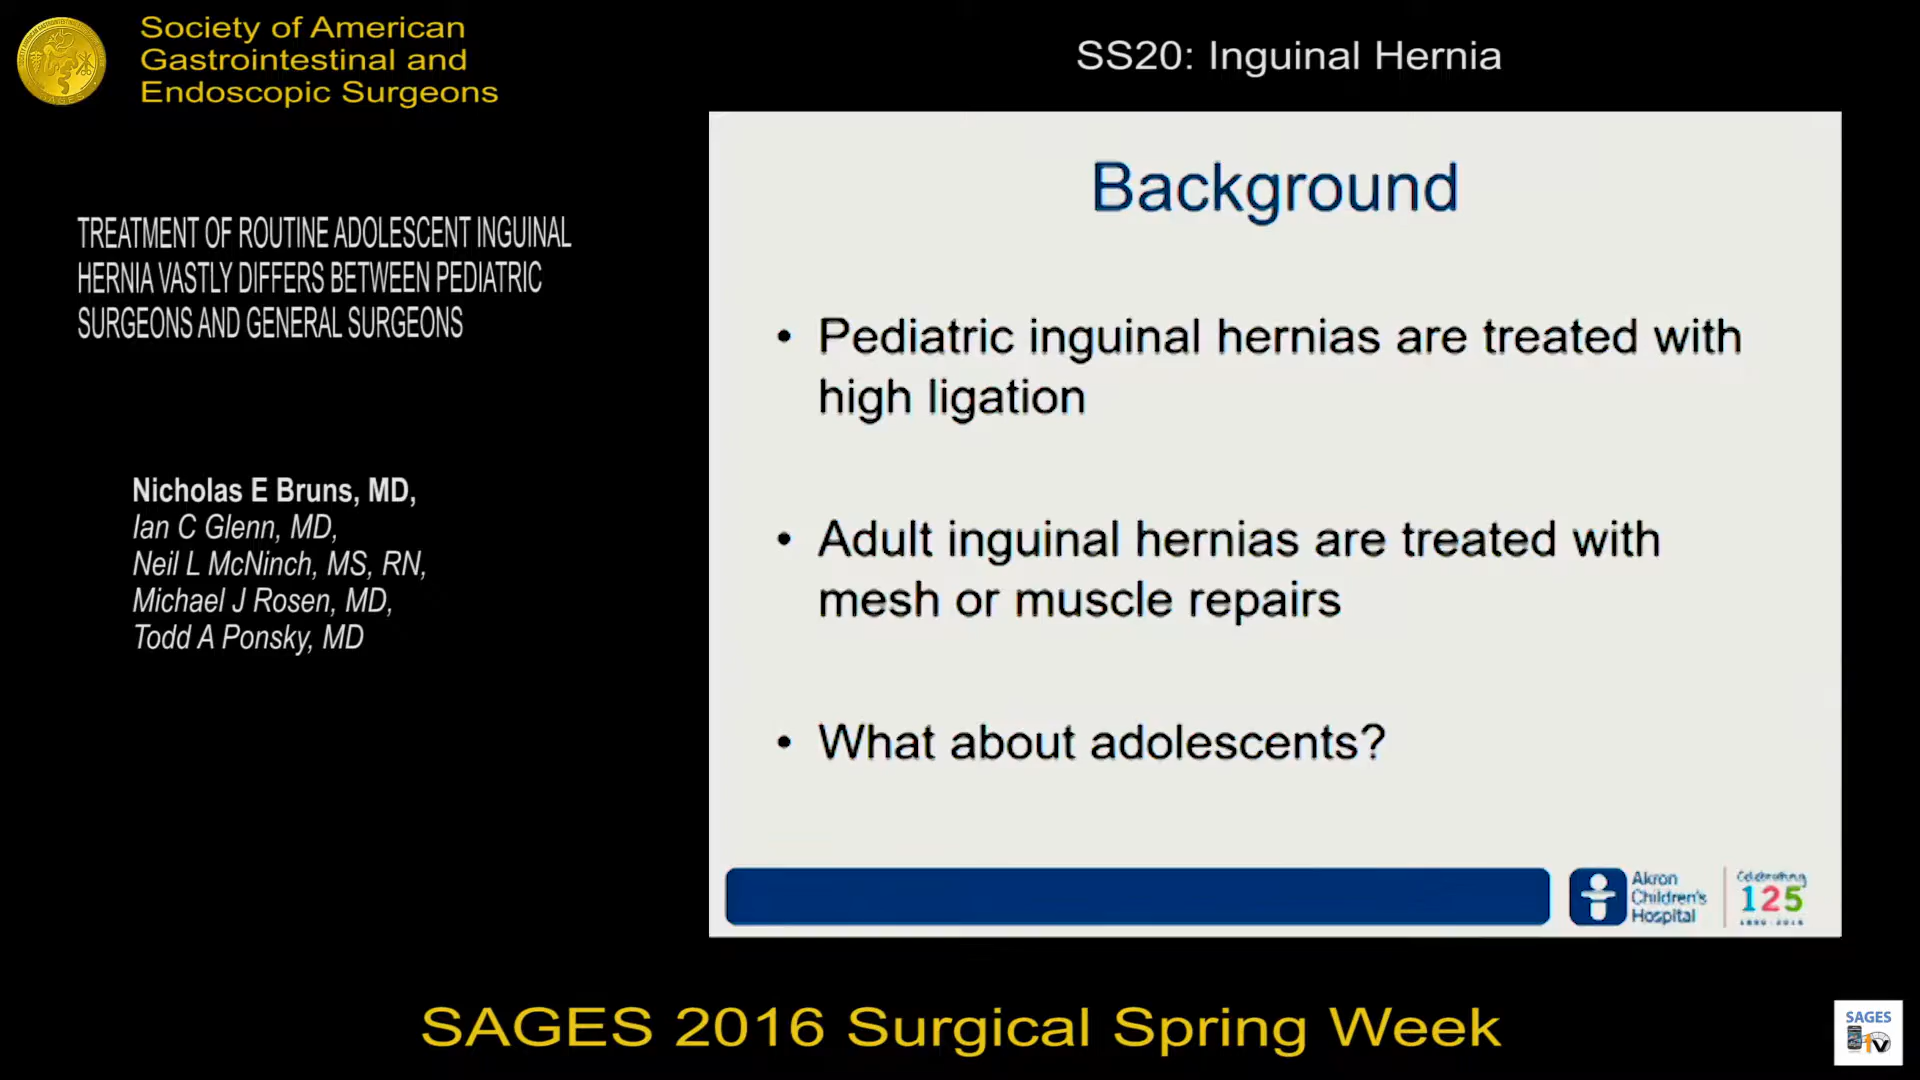 Society of American
Gastrointestinal and
Endoscopic Surgeons
SS20: Inguinal Hernia
TREATMENT OF ROUTINE ADOLESCENT INGUINAL
HERNIA VASTLY DIFFERS BETWEEN PEDIATRIC
SURGEONS AND GENERAL SURGEONS
Nicholas E Bruns, MD,
Ian C Glenn, MD,
Neil L McNinch, MS, RN,
Michael J Rosen, MD,
Todd A Ponsky, MD
Background
• Pediatric inguinal hernias are treated with
high ligation
• Adult inguinal hernias are treated with
mesh or muscle repairs
• What about adolescents?
Akron
Children's
Hospital
Celebrating
125
SAGES 2016 Surgical Spring Week
SAGES
TV